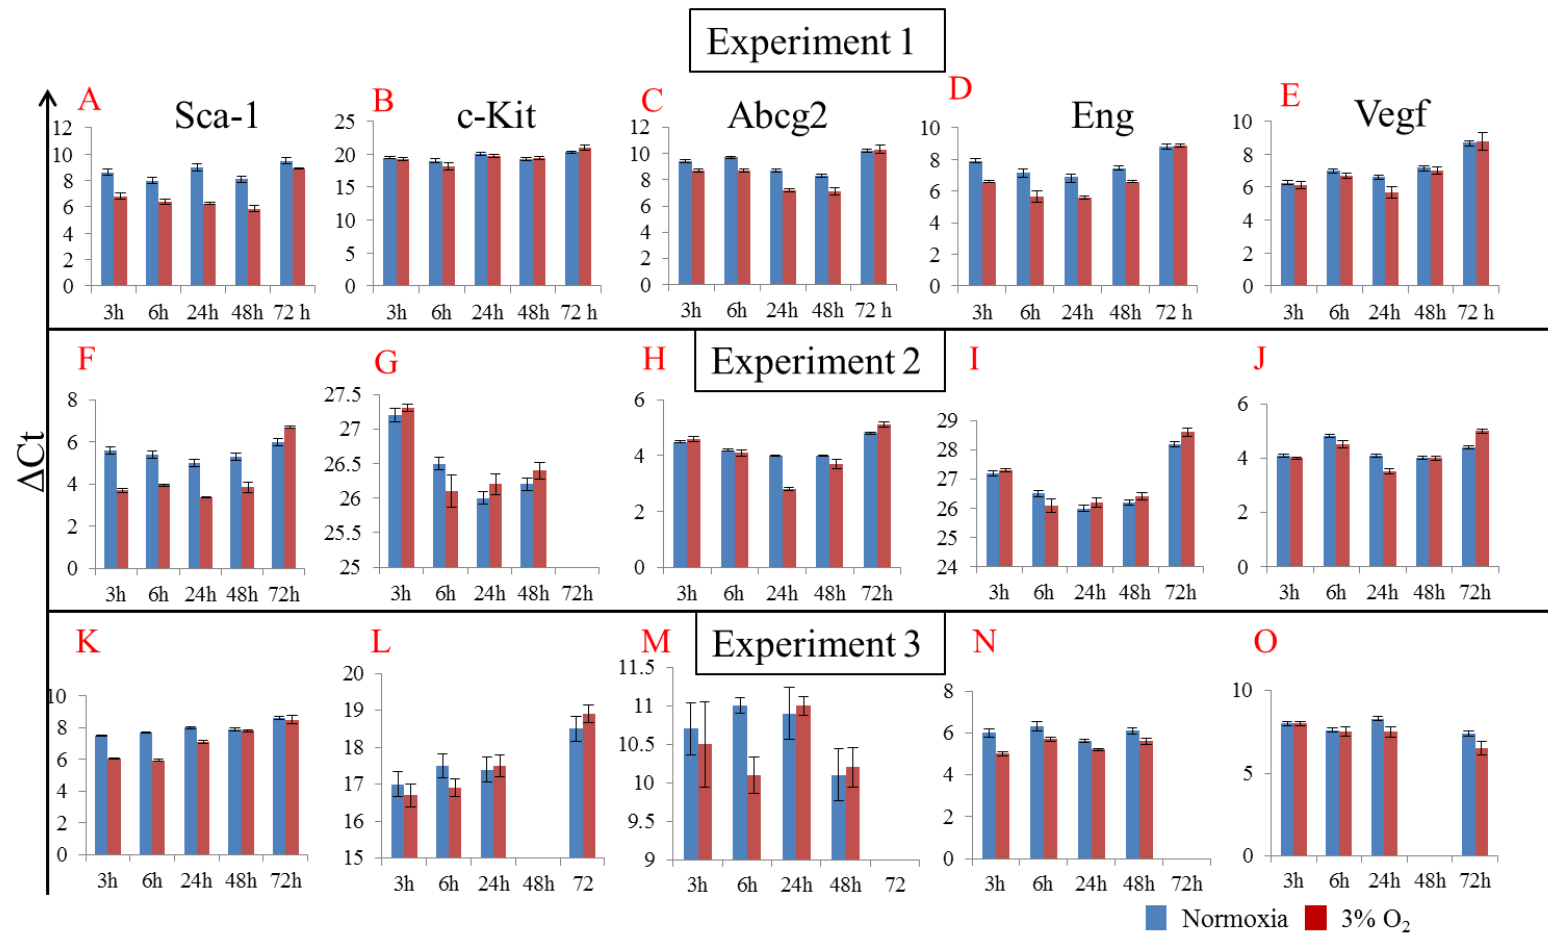 Experiment 1
A B C D E
Sca-1 c-Kit Abcg2 Eng Vegf
12 10 8 6 4 2 0
3h 6h 24h 48h 72 h
25 20 15 10 5 0
3h 6h 24h 48h 72 h
12 10 8 6 4 2 0
3h 6h 24h 48h 72 h
10 8 6 4 2 0
3h 6h 24h 48h 72 h
10 8 6 4 2 0
3h 6h 24h 48h 72 h
ΔCt
Experiment 2
F G H I J
8 6 4 2 0
3h 6h 24h 48h 72h
27.5 27 26.5 26 25.5 25
3h 6h 24h 48h 72h
6 4 2 0
3h 6h 24h 48h 72h
29 28 27 26 25 24
3h 6h 24h 48h 72h
6 4 2 0
3h 6h 24h 48h 72h
Experiment 3
K L M N O
10 8 6 4 2 0
3h 6h 24h 48h 72h
20 19 18 17 16 15
3h 6h 24h 48h 72
11.5 11 10.5 10 9.5 9
3h 6h 24h 48h 72
8 6 4 2 0
3h 6h 24h 48h 72h
10 5 0
3h 6h 24h 48h 72h
Normoxia 3% O₂